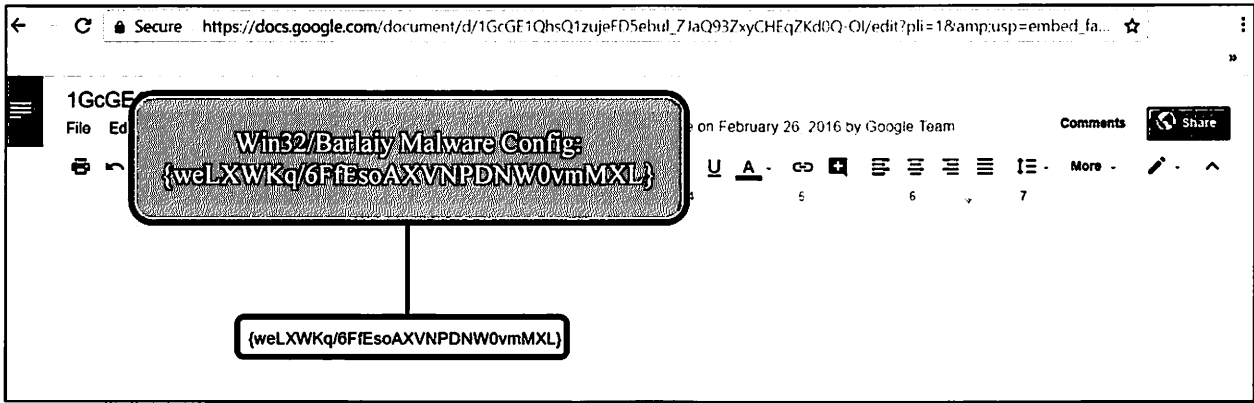 Secure https://docs.google.com/document/d/1GcGE1QhsQ1zujeFD5ebuI_7JaQ93ZxyCHEqZKd0Q-OI/edit?pli=1&amp;usp=embed_fa...
1GcGE
File Ed
e on February 26 2016 by Google Team
Comments
Share
Win32/Barlaiy Malware Config:
{weLXWKq/6FfEsoAXVNPDNW0vmMXL}
U A More
5 6 7
{weLXWKq/6FfEsoAXVNPDNW0vmMXL}